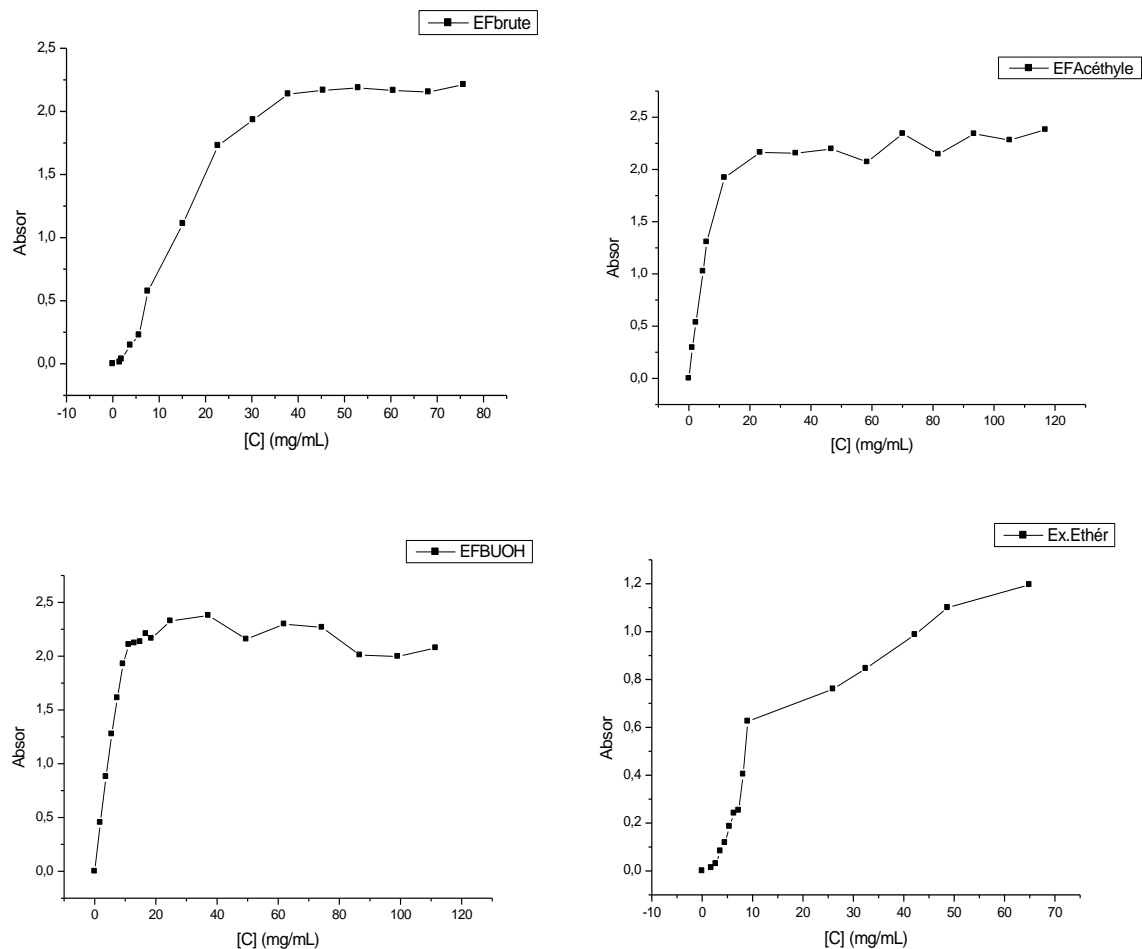 EFbrute
2,5
2,0
1,5
1,0
0,5
0,0
Absor
-10 0 10 20 30 40 50 60 70 80
[C] (mg/mL)
EFAcéthyle
2,5
2,0
1,5
1,0
0,5
0,0
Absor
0 20 40 60 80 100 120
[C] (mg/mL)
EFBUOH
2,5
2,0
1,5
1,0
0,5
0,0
Absor
0 20 40 60 80 100 120
[C] (mg/mL)
Ex.Ethér
1,2
1,0
0,8
0,6
0,4
0,2
0,0
Absor
-10 0 10 20 30 40 50 60 70
[C] (mg/mL)